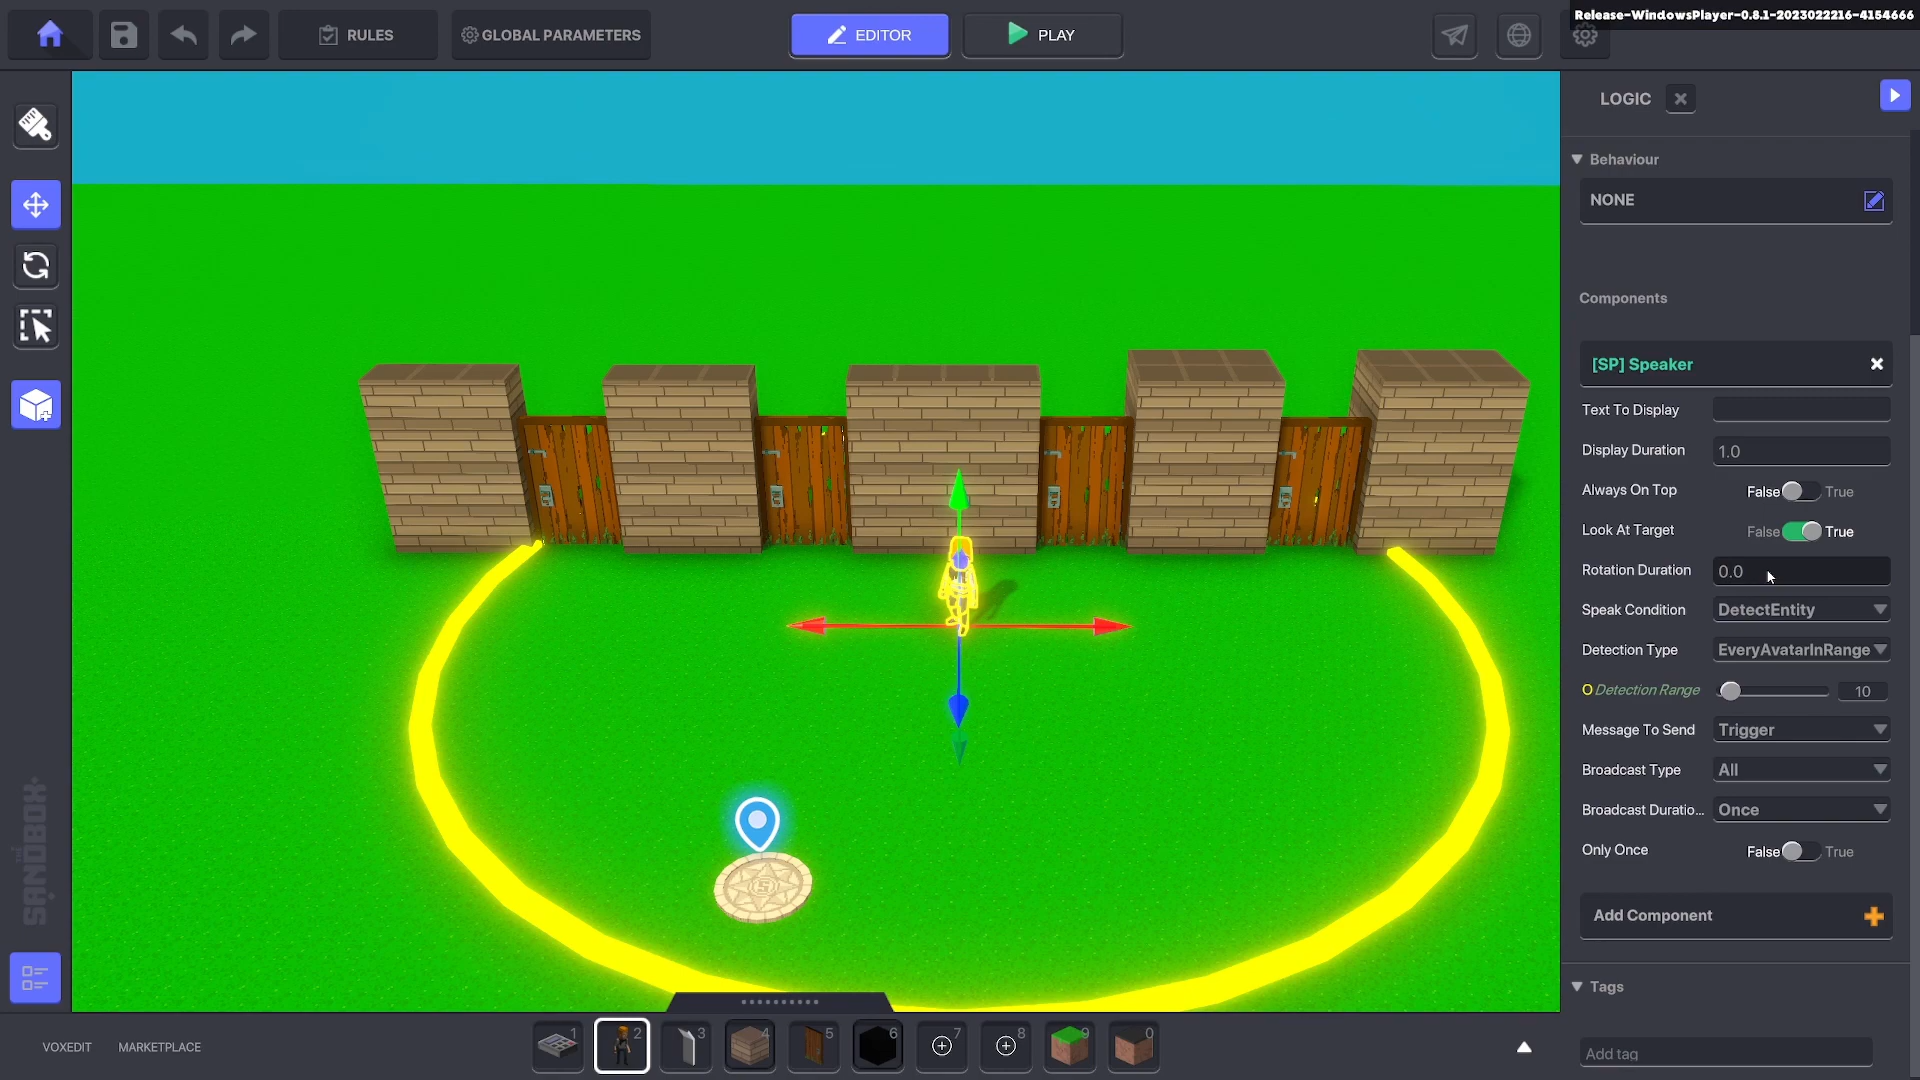 Release-WindowsPlayer-0.8.1-2023022216-4154666
RULES
GLOBAL PARAMETERS
EDITOR
PLAY
LOGIC
Behaviour
NONE
Components
[SP] Speaker
Text To Display
Display Duration 1.0
Always On Top False True
Look At Target False True
Rotation Duration 0.0
Speak Condition DetectEntity
Detection Type EveryAvatarInRange
Detection Range 10
Message To Send Trigger
Broadcast Type All
Broadcast Duratio... Once
Only Once False True
Add Component
Tags
Add tag
THE SANDBOX
VOXEDIT
MARKETPLACE
1 2 3 4 5 6 7 8 9 0